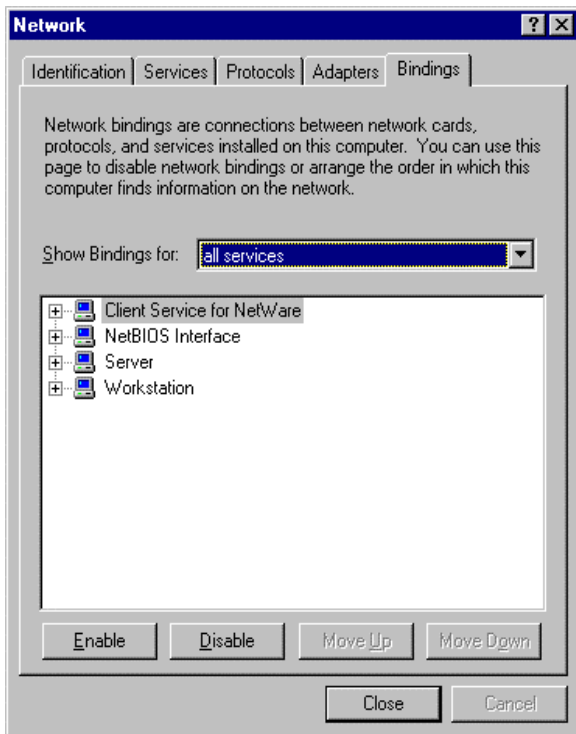 Network
Identification Services Protocols Adapters Bindings
Network bindings are connections between network cards,
protocols, and services installed on this computer. You can use this
page to disable network bindings or arrange the order in which this
computer finds information on the network.
Show Bindings for: all services
Client Service for NetWare
NetBIOS Interface
Server
Workstation
Enable Disable Move Up Move Down
Close Cancel